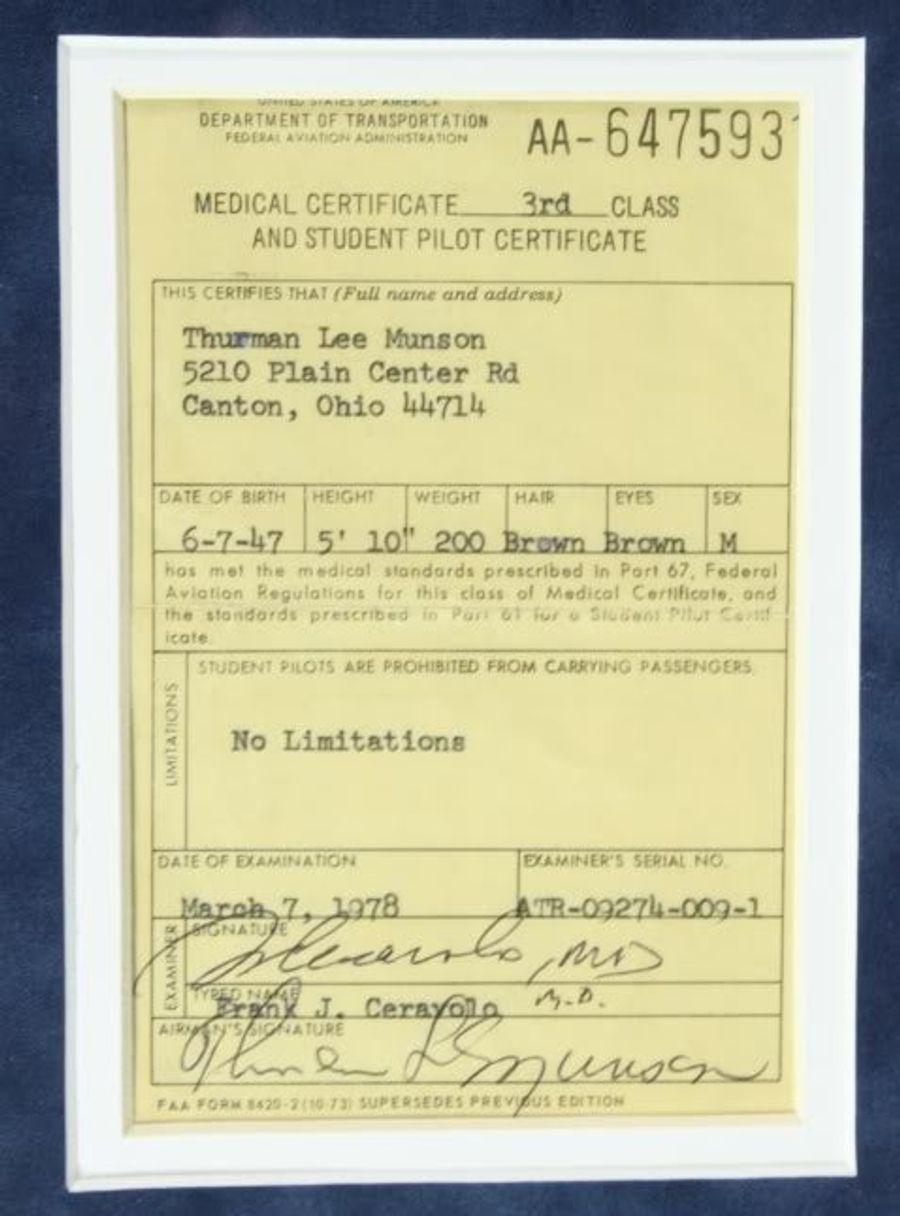 UNITED STATES OF AMERICA
DEPARTMENT OF TRANSPORTATION
FEDERAL AVIATION ADMINISTRATION
AA-647593
MEDICAL CERTIFICATE 3rd CLASS
AND STUDENT PILOT CERTIFICATE
THIS CERTIFIES THAT (Full name and address)
Thurman Lee Munson
5210 Plain Center Rd
Canton, Ohio 44714
DATE OF BIRTH HEIGHT WEIGHT HAIR EYES SEX
6-7-47 5' 10" 200 Brown Brown M
has met the medical standards prescribed in Part 67, Federal
Aviation Regulations for this class of Medical Certificate, and
the standards prescribed in Part 61 for a Student Pilot Certif-
icate.
LIMITATIONS
STUDENT PILOTS ARE PROHIBITED FROM CARRYING PASSENGERS.
No Limitations
DATE OF EXAMINATION EXAMINER'S SERIAL NO.
March 7, 1978 ATR-09274-009-1
EXAMINER
SIGNATURE
, MD
TYPED NAME
Frank J. Ceravolo M.D.
AIRMAN'S SIGNATURE
Thurman L Munson
FAA FORM 8420-2 (10-73) SUPERSEDES PREVIOUS EDITION